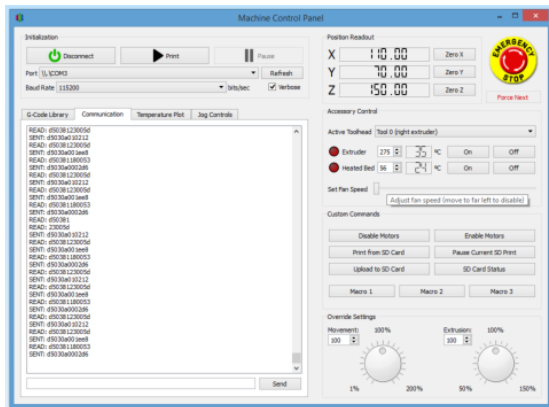 Machine Control Panel
Initialization
Disconnect
Print
Pause
Port \\.\COM3
Refresh
Baud Rate 115200
bits/sec
Verbose
G-Code Library
Communication
Temperature Plot
Jog Controls
READ: d5038123005d
SENT: d5030a010212
READ: d5038123005d
SENT: d5030a001ee8
READ: d50381180053
SENT: d5030a0002d6
READ: d5038123005d
SENT: d5030a010212
READ: d5038123005d
SENT: d5030a001ee8
READ: d50381180053
SENT: d5030a0002d6
READ: d50381
READ: 23005d
SENT: d5030a010212
READ: d5038123005d
SENT: d5030a001ee8
READ: d50381180053
SENT: d5030a0002d6
READ: d5038123005d
SENT: d5030a010212
READ: d5038123005d
SENT: d5030a001ee8
READ: d50381180053
SENT: d5030a0002d6
READ: d5038123005d
SENT: d5030a010212
READ: d5038123005d
SENT: d5030a001ee8
READ: d50381180053
SENT: d5030a0002d6
Send
Position Readout
X 110.00 Zero X
Y 70.00 Zero Y
Z 150.00 Zero Z
EMERGENCY
STOP
Force Next
Accessory Control
Active Toolhead Tool 0 (right extruder)
Extruder 275 35 ºC On Off
Heated Bed 56 24 ºC On Off
Set Fan Speed
Adjust fan speed (move to far left to disable)
Custom Commands
Disable Motors
Enable Motors
Print from SD Card
Pause Current SD Print
Upload to SD Card
SD Card Status
Macro 1
Macro 2
Macro 3
Override Settings
Movement: 100%
100
1% 200%
Extrusion: 100%
100
50% 150%